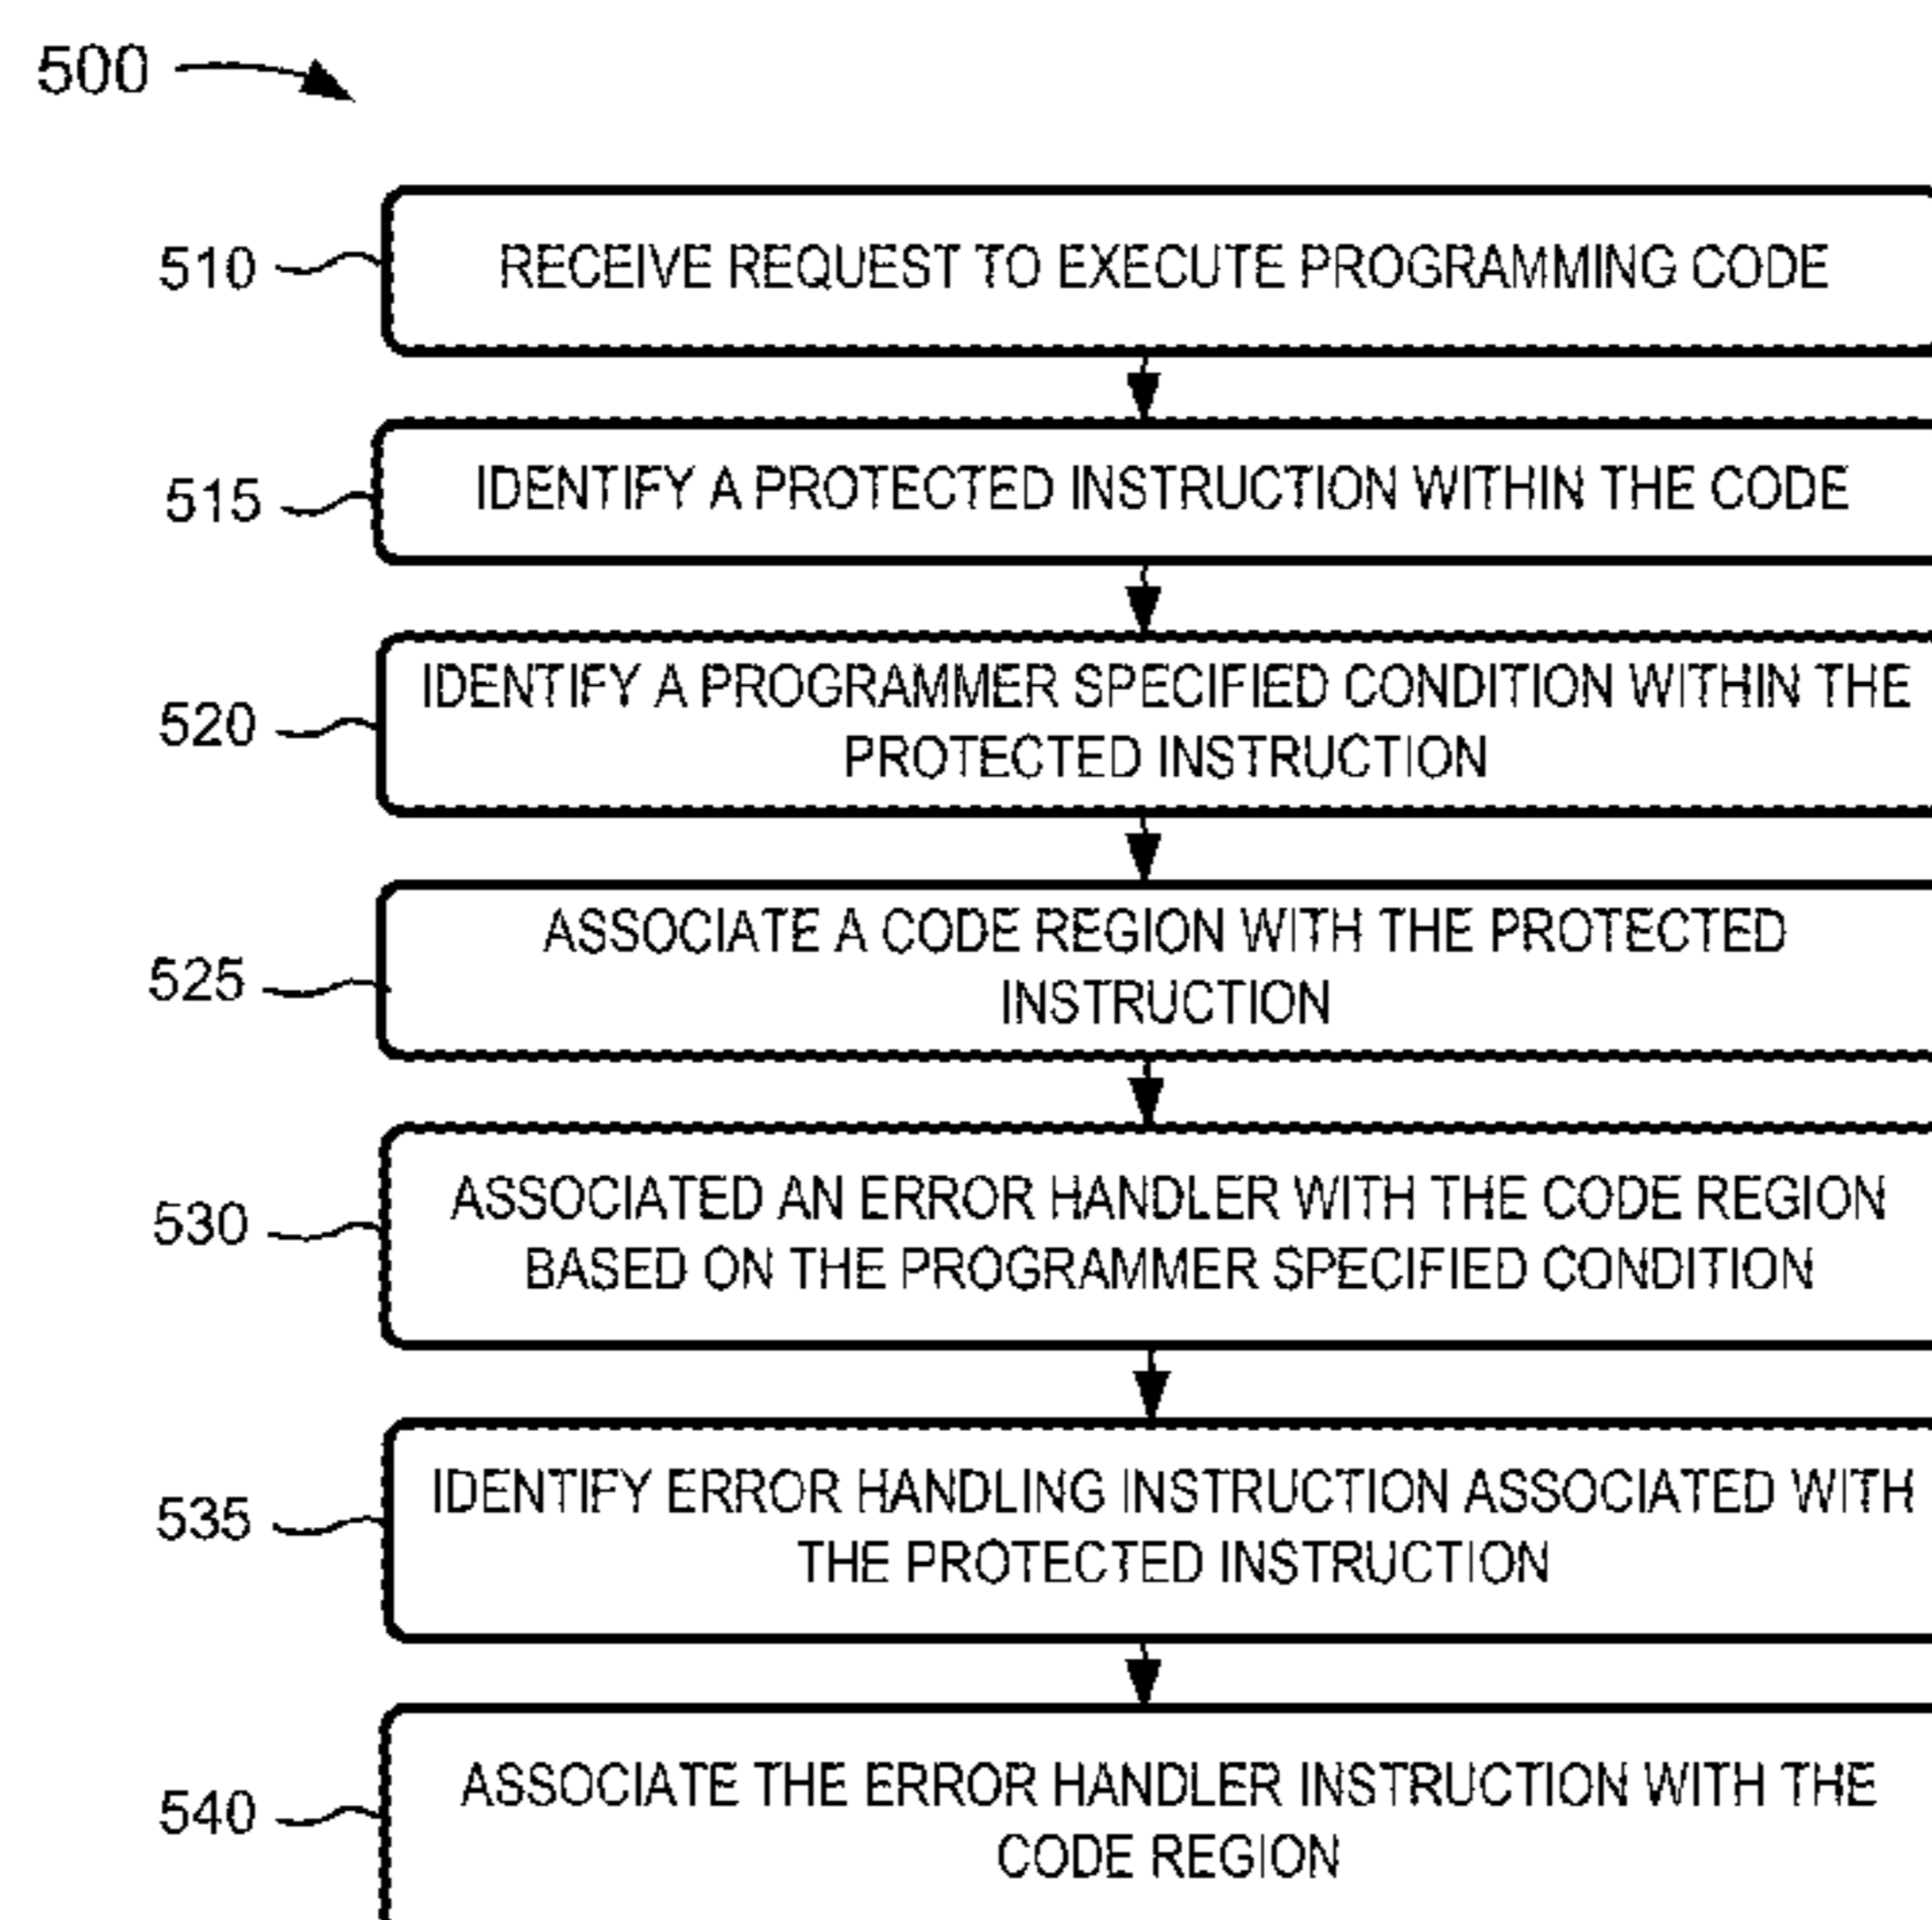 500
510
RECEIVE REQUEST TO EXECUTE PROGRAMMING CODE
515
IDENTIFY A PROTECTED INSTRUCTION WITHIN THE CODE
520
IDENTIFY A PROGRAMMER SPECIFIED CONDITION WITHIN THE
PROTECTED INSTRUCTION
525
ASSOCIATE A CODE REGION WITH THE PROTECTED
INSTRUCTION
530
ASSOCIATED AN ERROR HANDLER WITH THE CODE REGION
BASED ON THE PROGRAMMER SPECIFIED CONDITION
535
IDENTIFY ERROR HANDLING INSTRUCTION ASSOCIATED WITH
THE PROTECTED INSTRUCTION
540
ASSOCIATE THE ERROR HANDLER INSTRUCTION WITH THE
CODE REGION